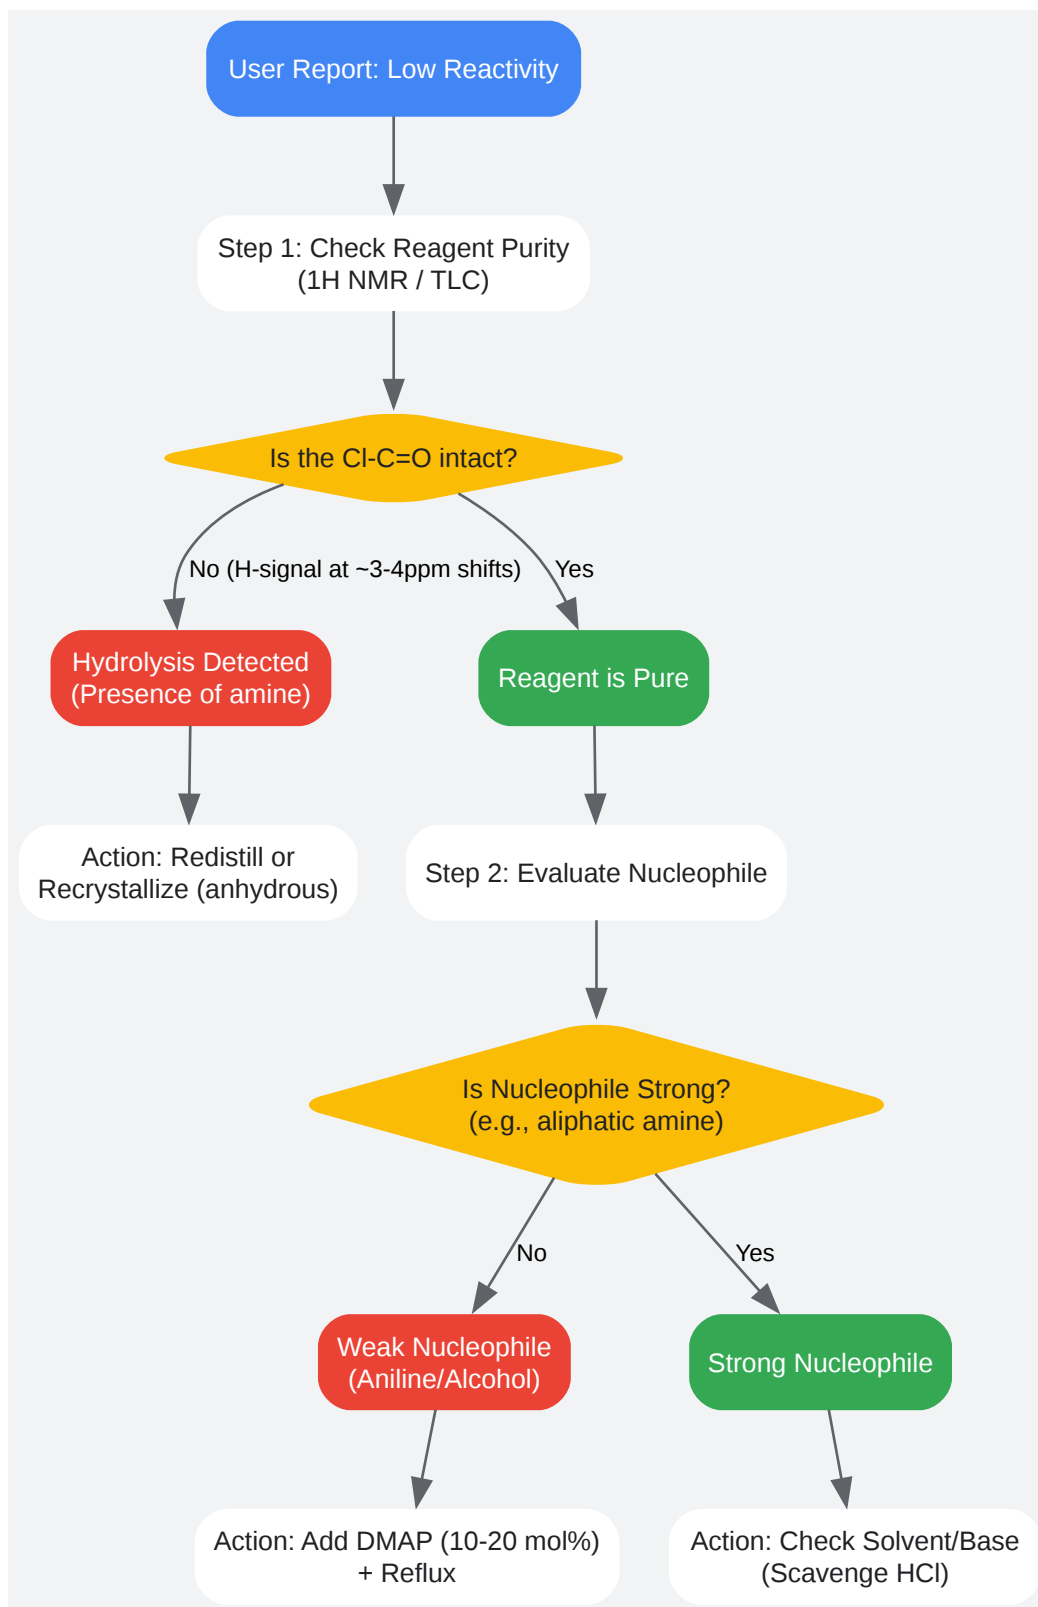 User Report: Low Reactivity
Step 1: Check Reagent Purity
(1H NMR / TLC)
Is the Cl-C=O intact?
No (H-signal at ~3-4ppm shifts)
Yes
Hydrolysis Detected
(Presence of amine)
Reagent is Pure
Action: Redistill or
Recrystallize (anhydrous)
Step 2: Evaluate Nucleophile
Is Nucleophile Strong?
(e.g., aliphatic amine)
No
Yes
Weak Nucleophile
(Aniline/Alcohol)
Strong Nucleophile
Action: Add DMAP (10-20 mol%)
+ Reflux
Action: Check Solvent/Base
(Scavenge HCl)